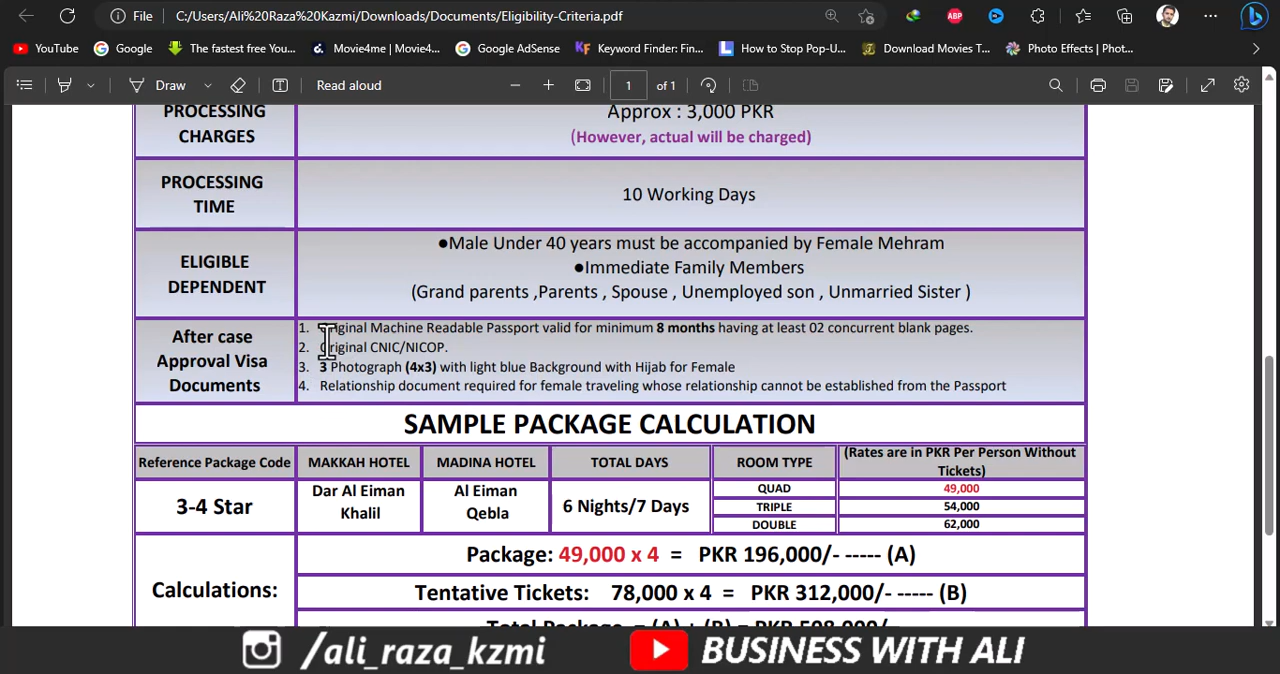 File
C:/Users/Ali%20Raza%20Kazmi/Downloads/Documents/Eligibility-Criteria.pdf
ABP
YouTube
Google
The fastest free You...
Movie4me | Movie4...
Google AdSense
Keyword Finder: Fin...
How to Stop Pop-U...
Download Movies T...
Photo Effects | Phot...
Draw
Read aloud
1
of 1
PROCESSING
CHARGES
Approx : 3,000 PKR
(However, actual will be charged)
PROCESSING
TIME
10 Working Days
ELIGIBLE
DEPENDENT
●Male Under 40 years must be accompanied by Female Mehram
●Immediate Family Members
(Grand parents ,Parents , Spouse , Unemployed son , Unmarried Sister )
After case
Approval Visa
Documents
1. Original Machine Readable Passport valid for minimum 8 months having at least 02 concurrent blank pages.
2. Original CNIC/NICOP.
3. 3 Photograph (4x3) with light blue Background with Hijab for Female
4. Relationship document required for female traveling whose relationship cannot be established from the Passport
SAMPLE PACKAGE CALCULATION
Reference Package Code
MAKKAH HOTEL
MADINA HOTEL
TOTAL DAYS
ROOM TYPE
(Rates are in PKR Per Person Without
Tickets)
3-4 Star
Dar Al Eiman
Khalil
Al Eiman
Qebla
6 Nights/7 Days
QUAD
49,000
TRIPLE
54,000
DOUBLE
62,000
Calculations:
Package: 49,000 x 4 = PKR 196,000/- ----- (A)
Tentative Tickets: 78,000 x 4 = PKR 312,000/- ----- (B)
Total Package = (A) + (B) = PKR 508,000/-
/ali_raza_kzmi
BUSINESS WITH ALI